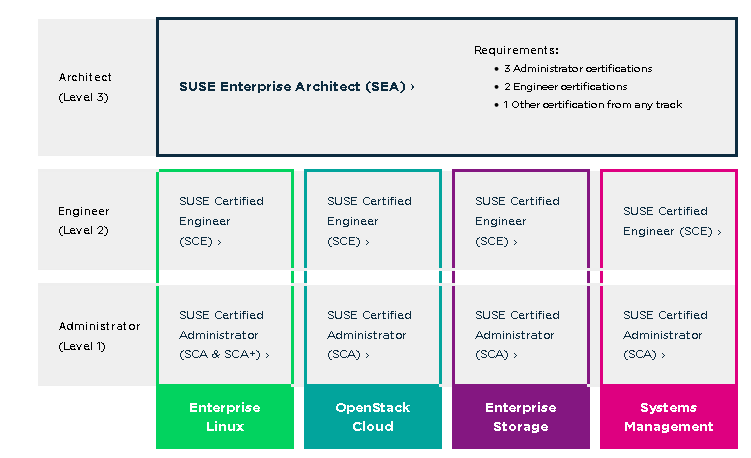 Architect
(Level 3)
SUSE Enterprise Architect (SEA) ›
Requirements:
• 3 Administrator certifications
• 2 Engineer certifications
• 1 Other certification from any track
Engineer
(Level 2)
SUSE Certified
Engineer
(SCE) ›
SUSE Certified
Engineer
(SCE) ›
SUSE Certified
Engineer
(SCE) ›
SUSE Certified
Engineer (SCE) ›
Administrator
(Level 1)
SUSE Certified
Administrator
(SCA & SCA+) ›
SUSE Certified
Administrator
(SCA) ›
SUSE Certified
Administrator
(SCA) ›
SUSE Certified
Administrator
(SCA) ›
Enterprise
Linux
OpenStack
Cloud
Enterprise
Storage
Systems
Management